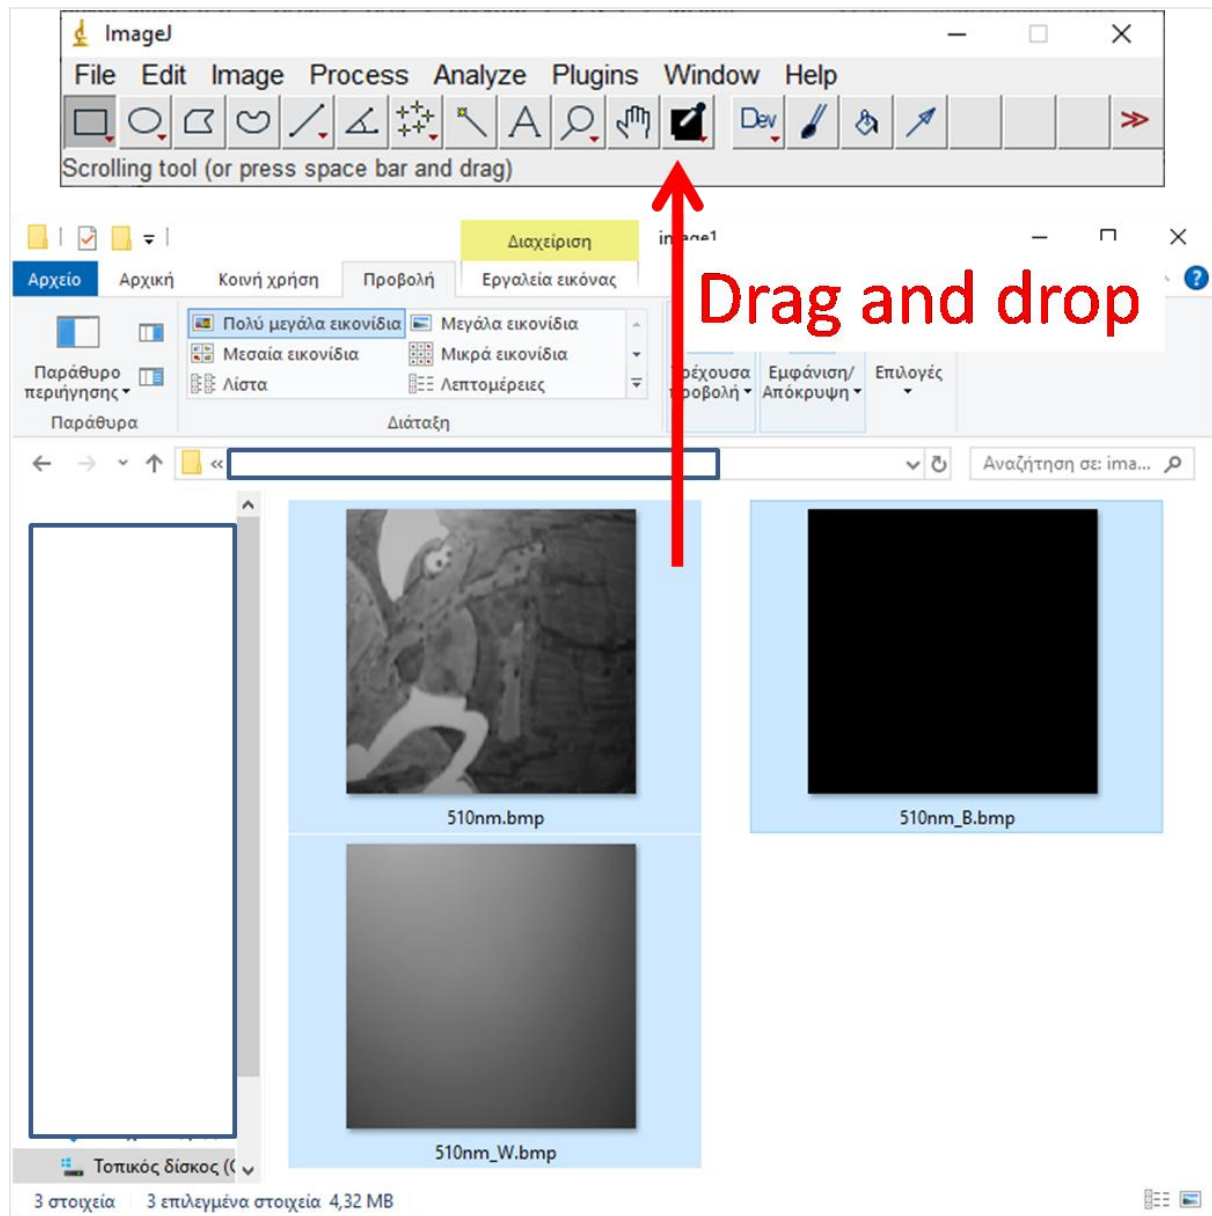 ImageJ
File Edit Image Process Analyze Plugins Window Help
A Dev
Scrolling tool (or press space bar and drag)
Διαχείριση
Αρχείο Αρχική Κοινή χρήση Προβολή Εργαλεία εικόνας
Drag and drop
Πολύ μεγάλα εικονίδια Μεγάλα εικονίδια
Μεσαία εικονίδια Μικρά εικονίδια
Λίστα Λεπτομέρειες
Παράθυρο
περιήγησης
Εμφάνιση/
Απόκρυψη
Επιλογές
Παράθυρα Διάταξη
« Αναζήτηση σε: ima...
510nm.bmp 510nm_B.bmp
510nm_W.bmp
Τοπικός δίσκος (
3 στοιχεία 3 επιλεγμένα στοιχεία 4,32 MB